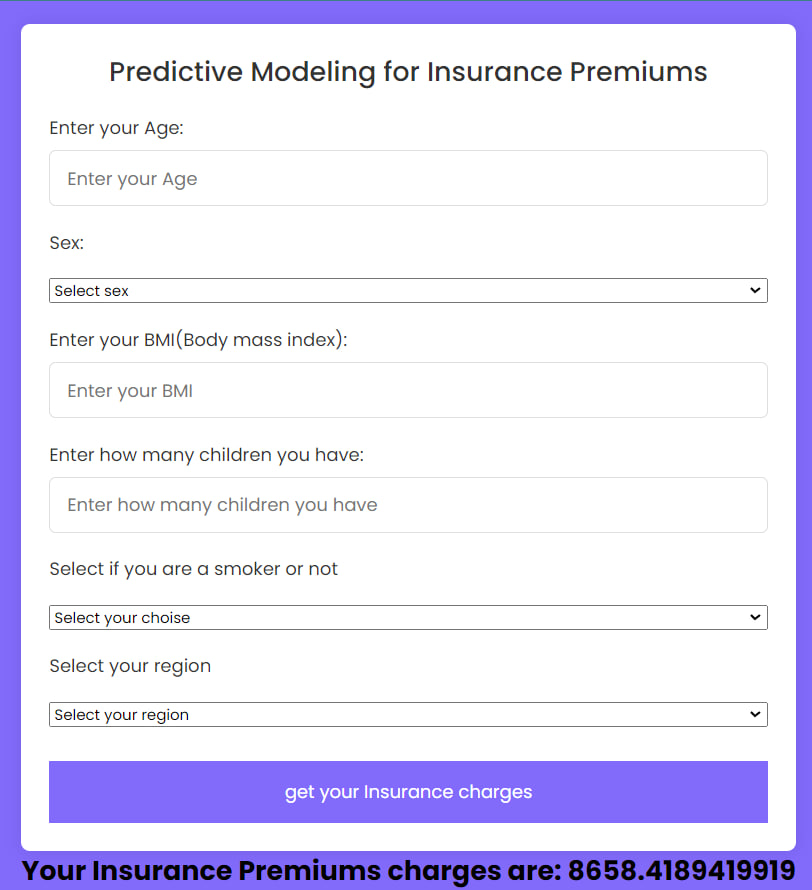 Predictive Modeling for Insurance Premiums
Enter your Age:
Enter your Age
Sex:
Select sex
Enter your BMI(Body mass index):
Enter your BMI
Enter how many children you have:
Enter how many children you have
Select if you are a smoker or not
Select your choise
Select your region
Select your region
get your Insurance charges
Your Insurance Premiums charges are: 8658.4189419919